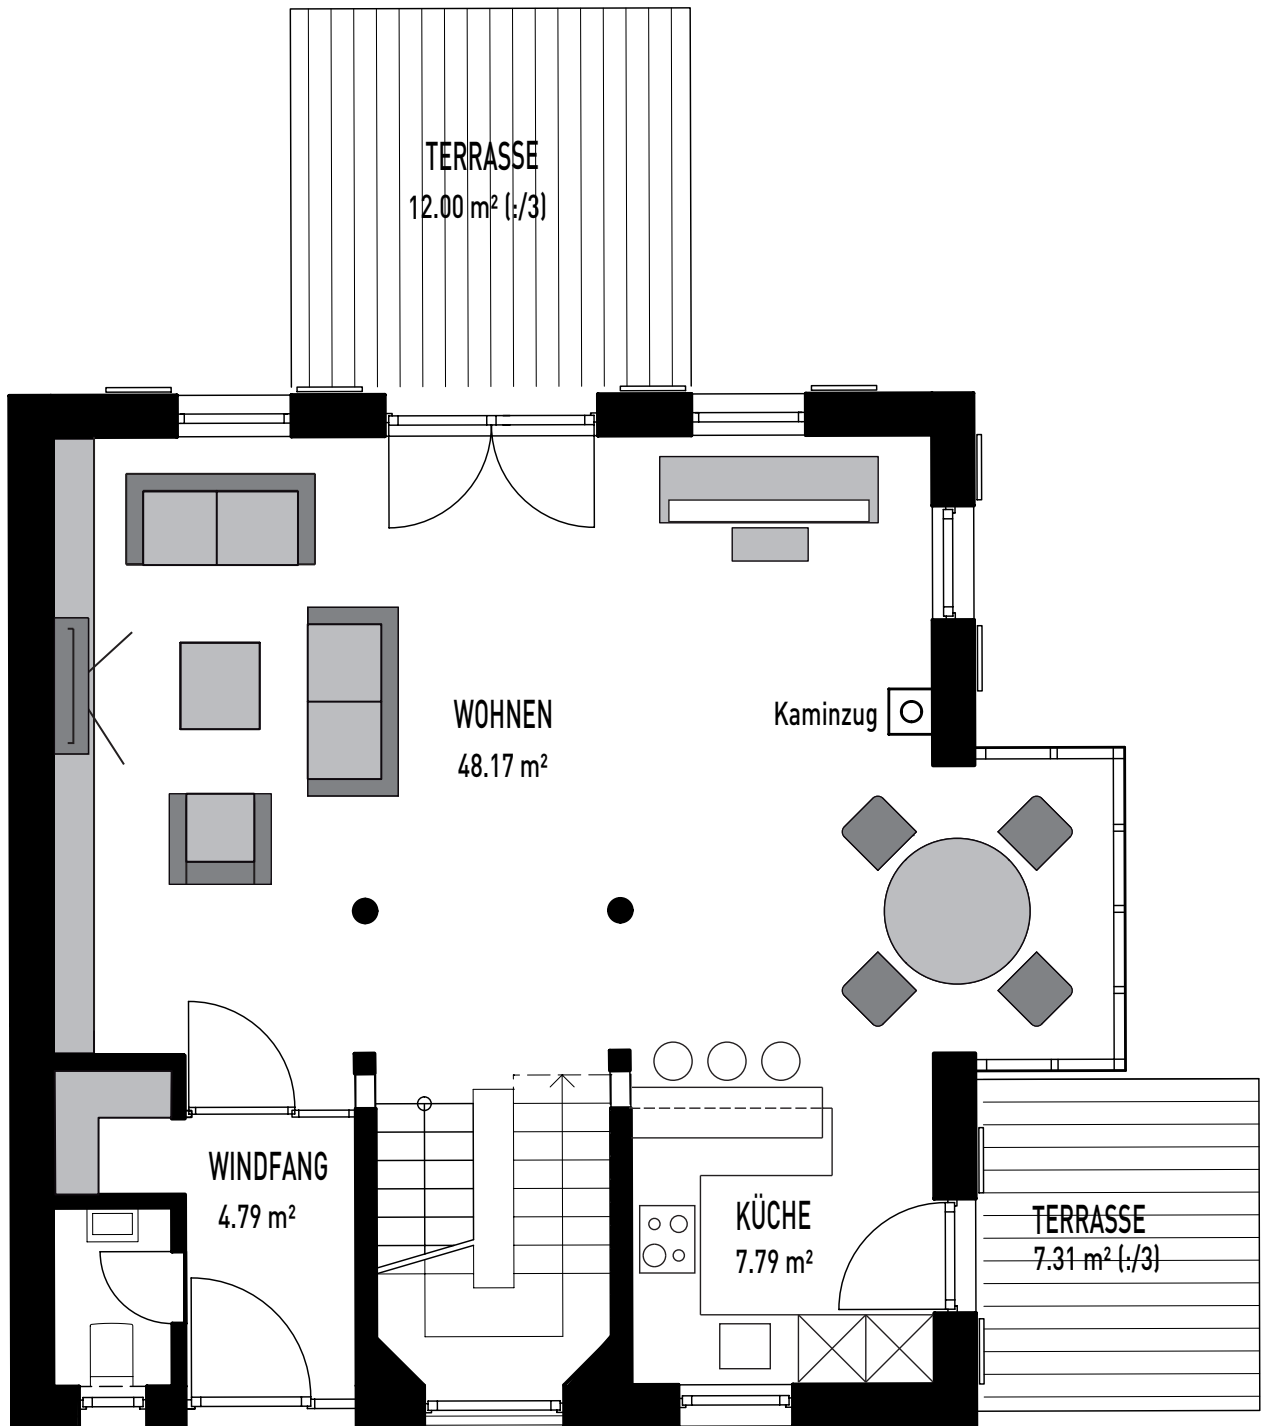 TERRASSE
12.00 m² (:/3)
WOHNEN
48.17 m²
Kaminzug
WINDFANG
4.79 m²
KÜCHE
7.79 m²
TERRASSE
7.31 m² (:/3)